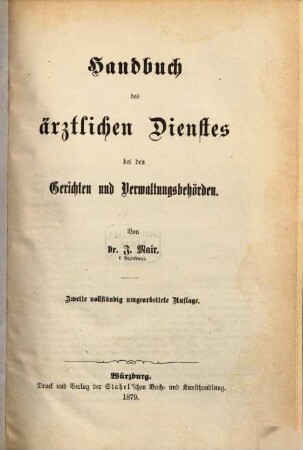 Handbuch
des
ärztlichen Dienstes
bei den
Gerichten und Verwaltungsbehörden.
Von
Dr. J. Mair,
k. Bezirksarzt.
Zweite vollständig umgearbeitete Auflage.
Würzburg.
Druck und Verlag der Stahel'schen Buch- und Kunsthandlung.
1879.